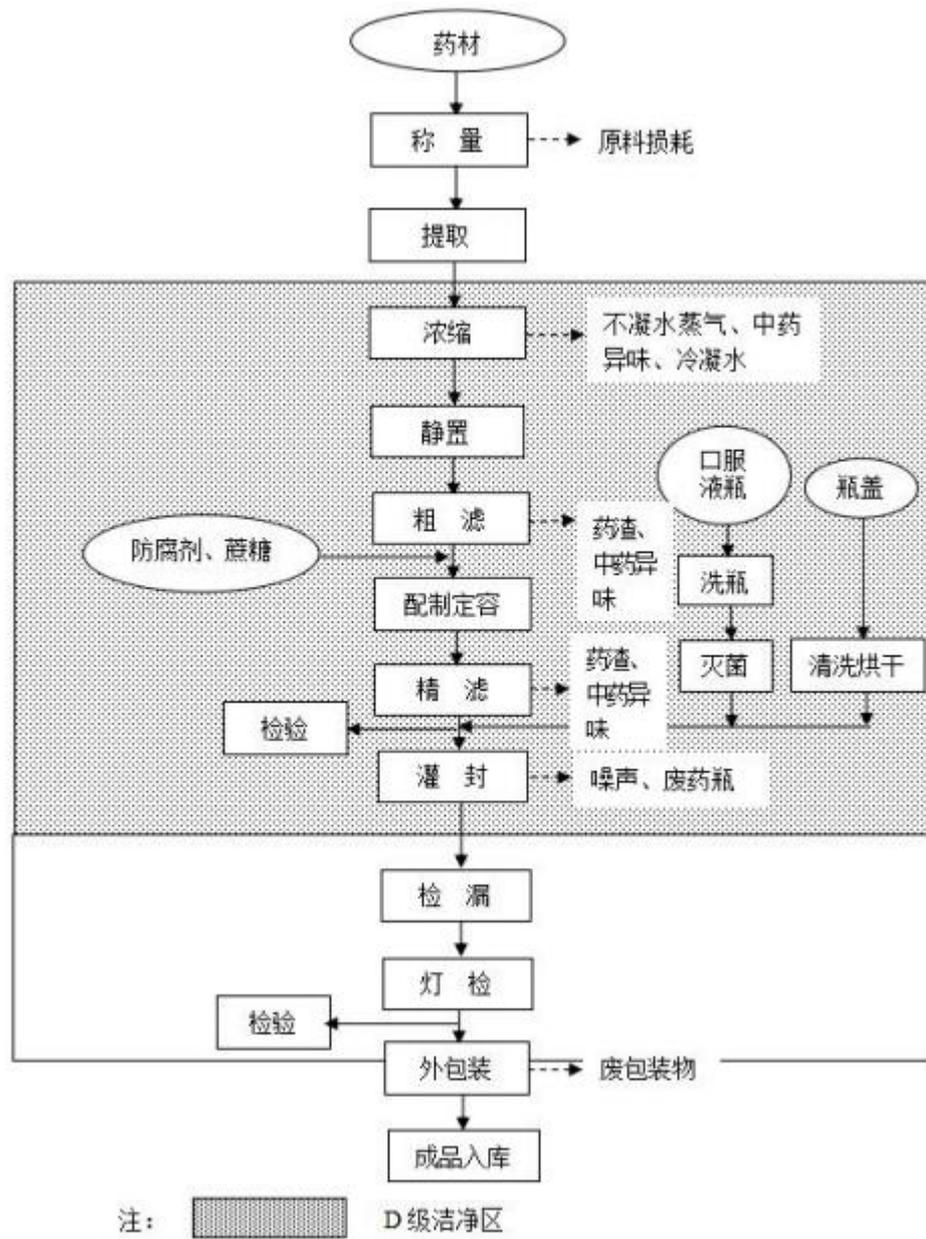 药材
称 量
原料损耗
提取
浓缩
不凝水蒸气、中药
异味、冷凝水
静置
口服
液瓶
瓶盖
粗 滤
药渣、
中药异
味
防腐剂、蔗糖
洗瓶
配制定容
灭菌
清洗烘干
精 滤
药渣、
中药异
味
检验
灌 封
噪声、废药瓶
检 漏
灯 检
检验
外包装
废包装物
成品入库
注：
D 级洁净区